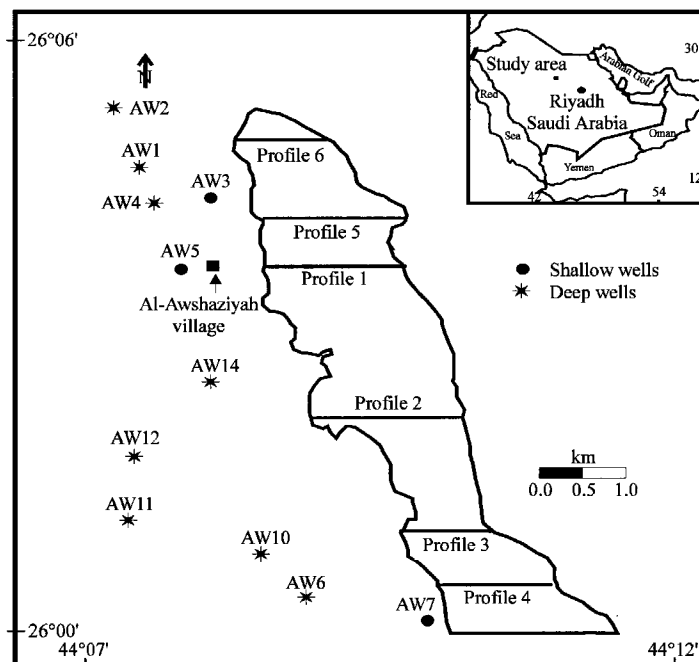 26°06'
N
AW2
AW1
AW4
AW3
AW5
Al-Awshaziyah
village
AW14
AW12
AW11
AW10
AW6
AW7
Profile 6
Profile 5
Profile 1
Profile 2
Profile 3
Profile 4
Study area
Riyadh
Saudi Arabia
Red
Sea
Arabian Golf
Oman
Yemen
30
12
42
54
Shallow wells
Deep wells
km
0.0 0.5 1.0
26°00'
44°07'
44°12'